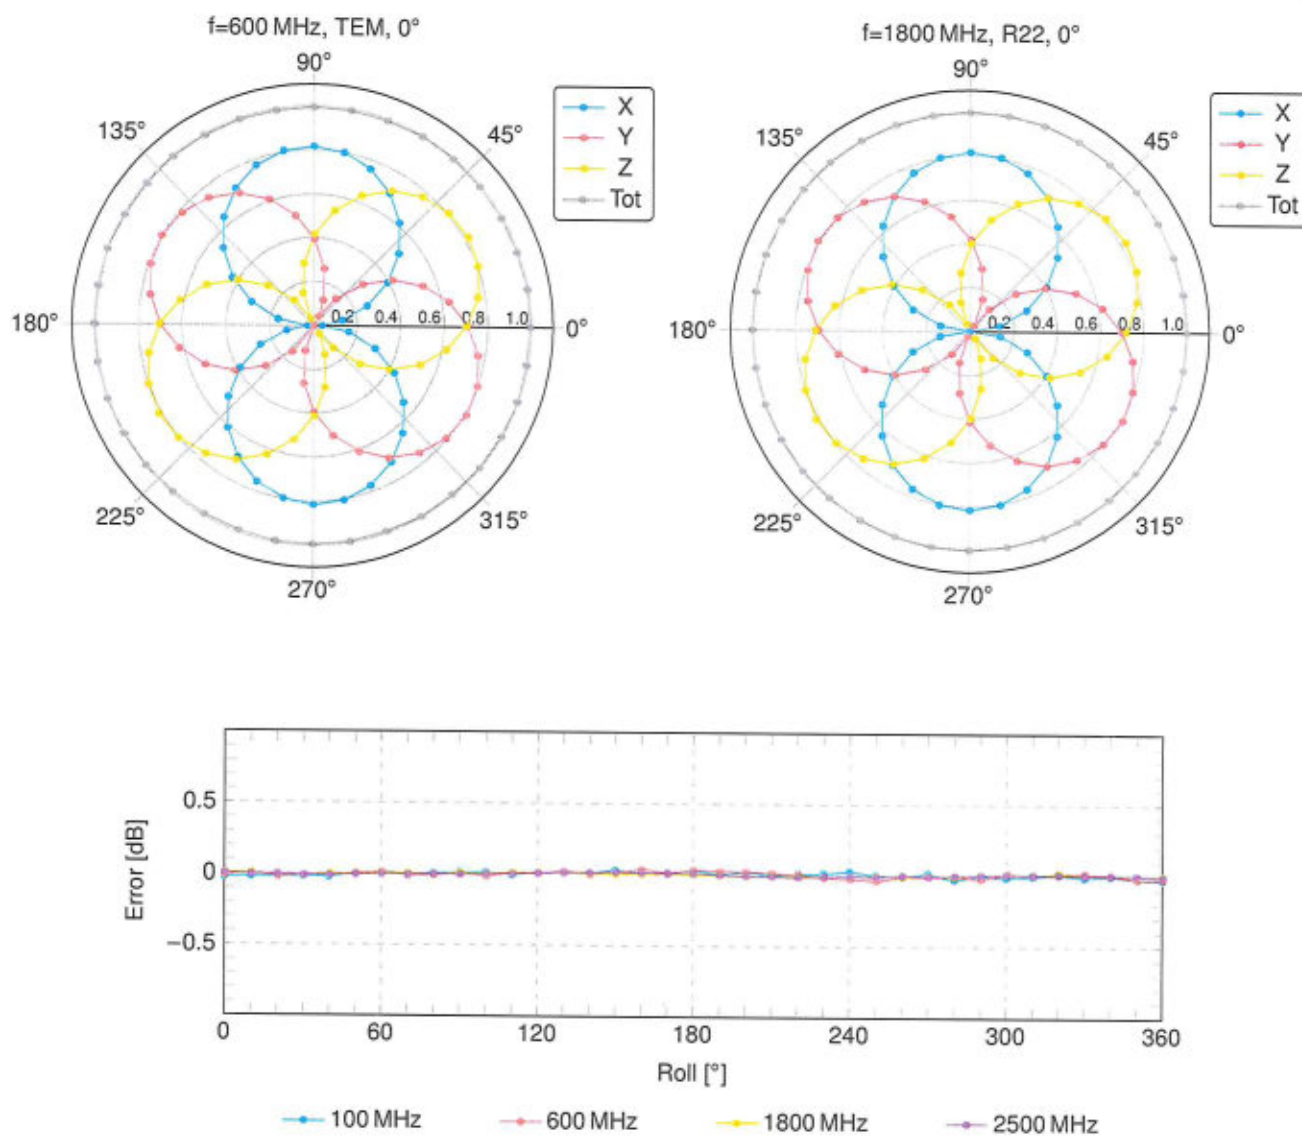 f=600 MHz, TEM, 0°
90°
135°
45°
X
Y
Z
Tot
180°
0.2 0.4 0.6 0.8 1.0
0°
225°
315°
270°
f=1800 MHz, R22, 0°
90°
135°
45°
X
Y
Z
Tot
180°
0.2 0.4 0.6 0.8 1.0
0°
225°
315°
270°
Error [dB]
0.5
0
−0.5
0 60 120 180 240 300 360
Roll [°]
100 MHz 600 MHz 1800 MHz 2500 MHz